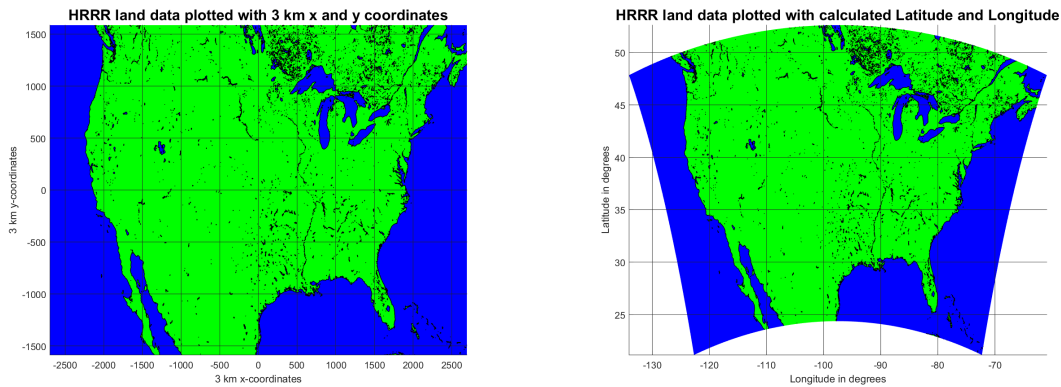 HRRR land data plotted with 3 km x and y coordinates
1500
1000
500
0
-500
-1000
-1500
3 km y-coordinates
-2500 -2000 -1500 -1000 -500 0 500 1000 1500 2000 2500
3 km x-coordinates
HRRR land data plotted with calculated Latitude and Longitude
50
45
40
35
30
25
Latitude in degrees
-130 -120 -110 -100 -90 -80 -70
Longitude in degrees